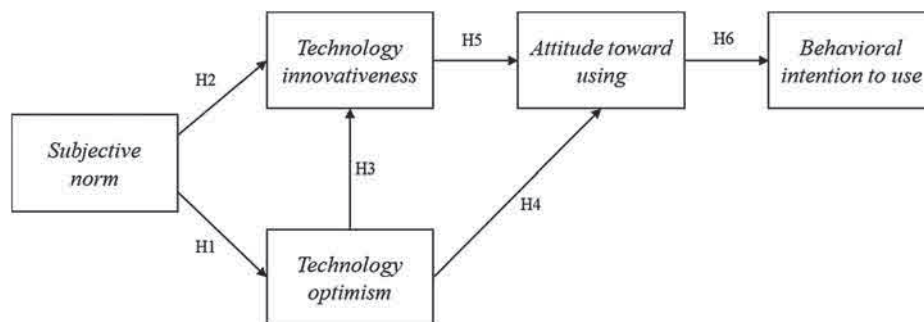 Technology
innovativeness
H5
Attitude toward
using
H6
Behavioral
intention to use
H2
Subjective
norm
H3
H4
H1
Technology
optimism